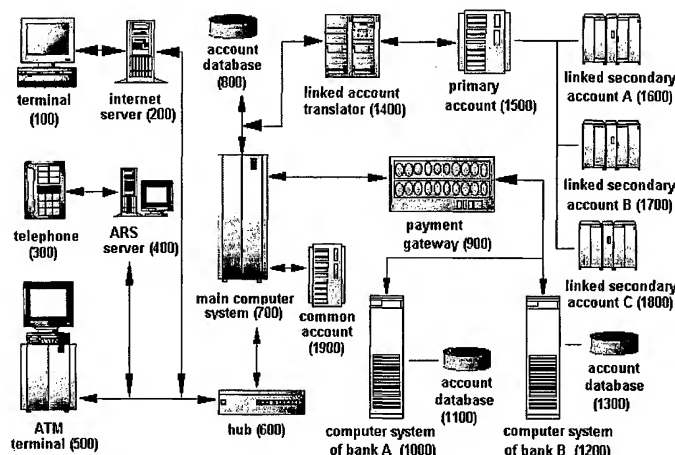 account
database
(800)
terminal
(100)
internet
server (200)
linked account
translator (1400)
primary
account (1500)
linked secondary
account A (1600)
linked secondary
account B (1700)
linked secondary
account C (1800)
telephone
(300)
ARS
server (400)
payment
gateway (900)
main computer
system (700)
common
account
(1900)
ATM
terminal (500)
hub (600)
account
database
(1100)
account
database
(1300)
computer system
of bank A (1000)
computer system
of bank B (1200)